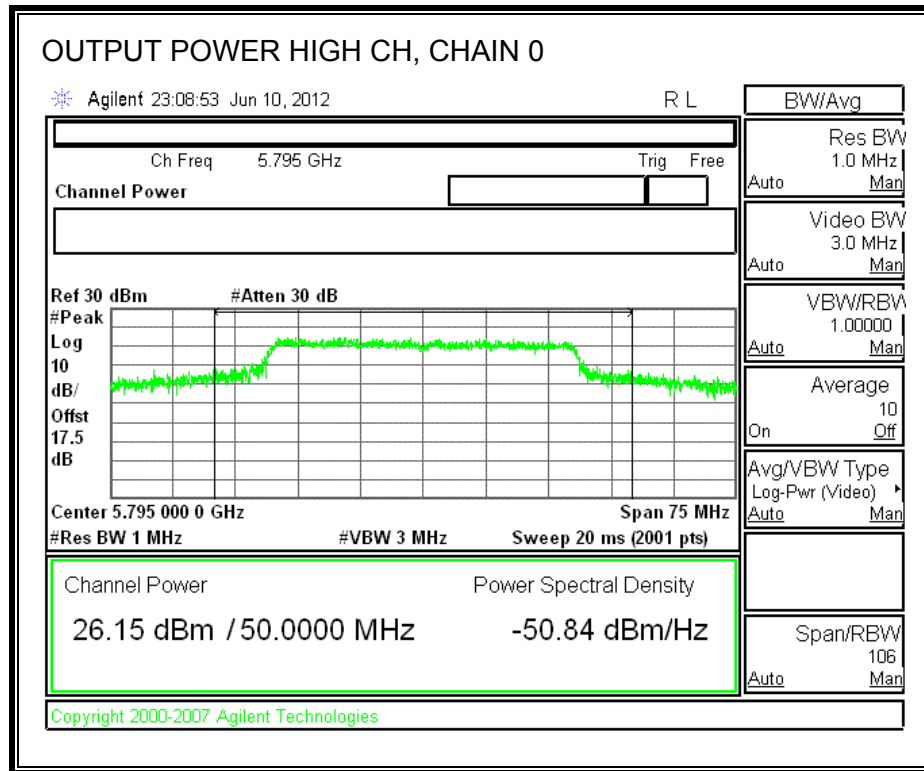 OUTPUT POWER HIGH CH, CHAIN 0
Agilent 23:08:53 Jun 10, 2012 R L
BW/Avg
Ch Freq 5.795 GHz Trig Free
Channel Power
Res BW
1.0 MHz
Auto Man
Video BW
3.0 MHz
Auto Man
Ref 30 dBm #Atten 30 dB
#Peak
Log
10
dB/
Offst
17.5
dB
VBW/RBW
1.00000
Auto Man
Average
10
On Off
Avg/VBW Type
Log-Pwr (Video)
Auto Man
Center 5.795 000 0 GHz Span 75 MHz
#Res BW 1 MHz #VBW 3 MHz Sweep 20 ms (2001 pts)
Channel Power Power Spectral Density
26.15 dBm / 50.0000 MHz -50.84 dBm/Hz
Span/RBW
106
Auto Man
Copyright 2000-2007 Agilent Technologies